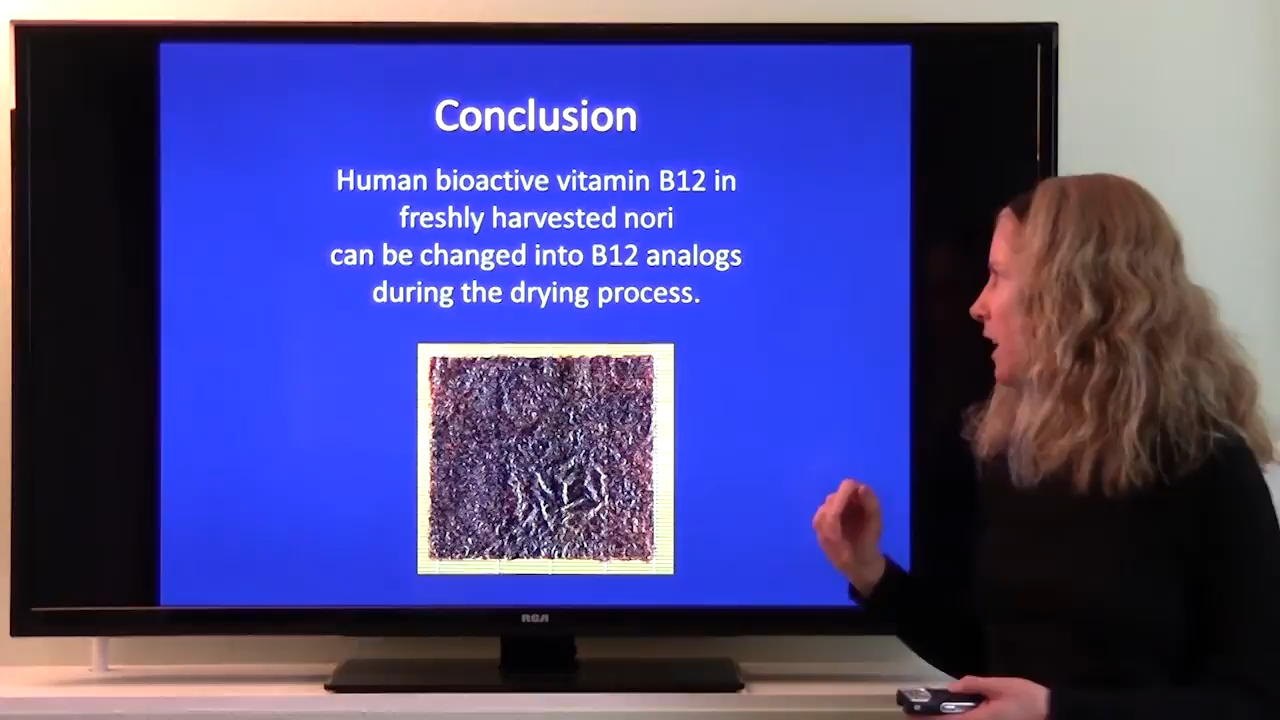 Conclusion
Human bioactive vitamin B12 in
freshly harvested nori
can be changed into B12 analogs
during the drying process.
RCA